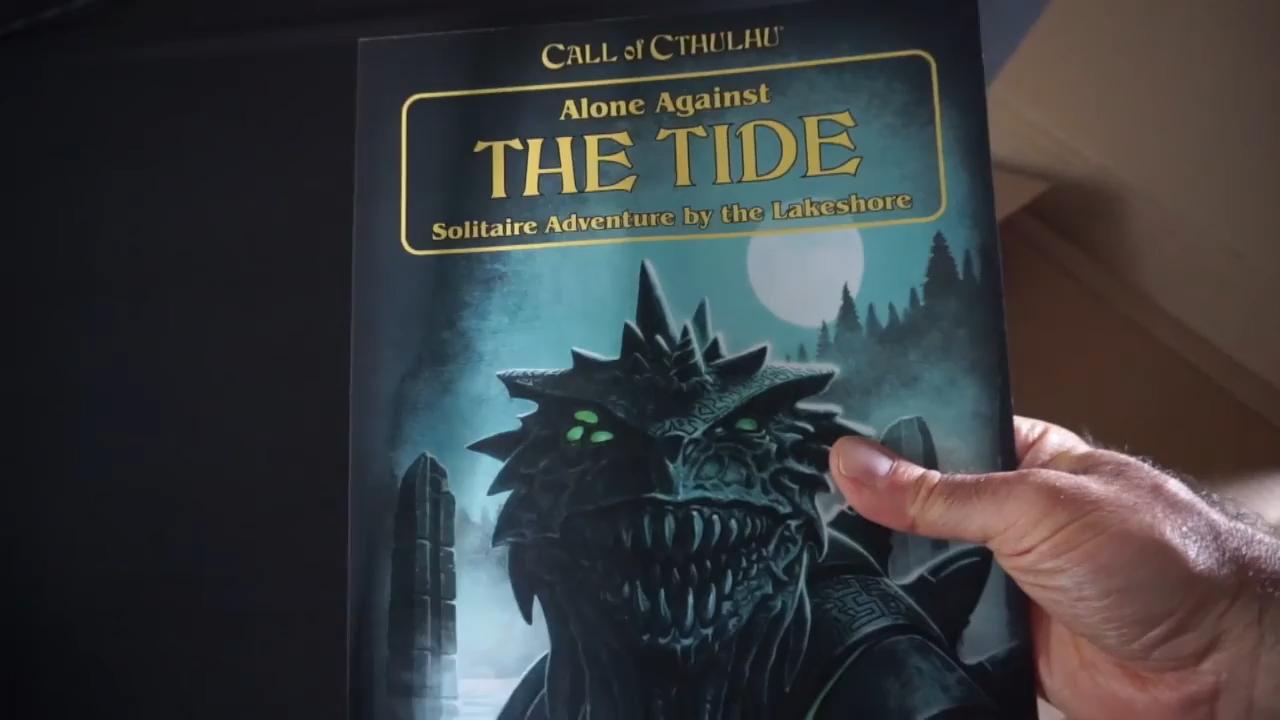 CALL of CTHULHU
Alone Against
THE TIDE
Solitaire Adventure by the Lakeshore